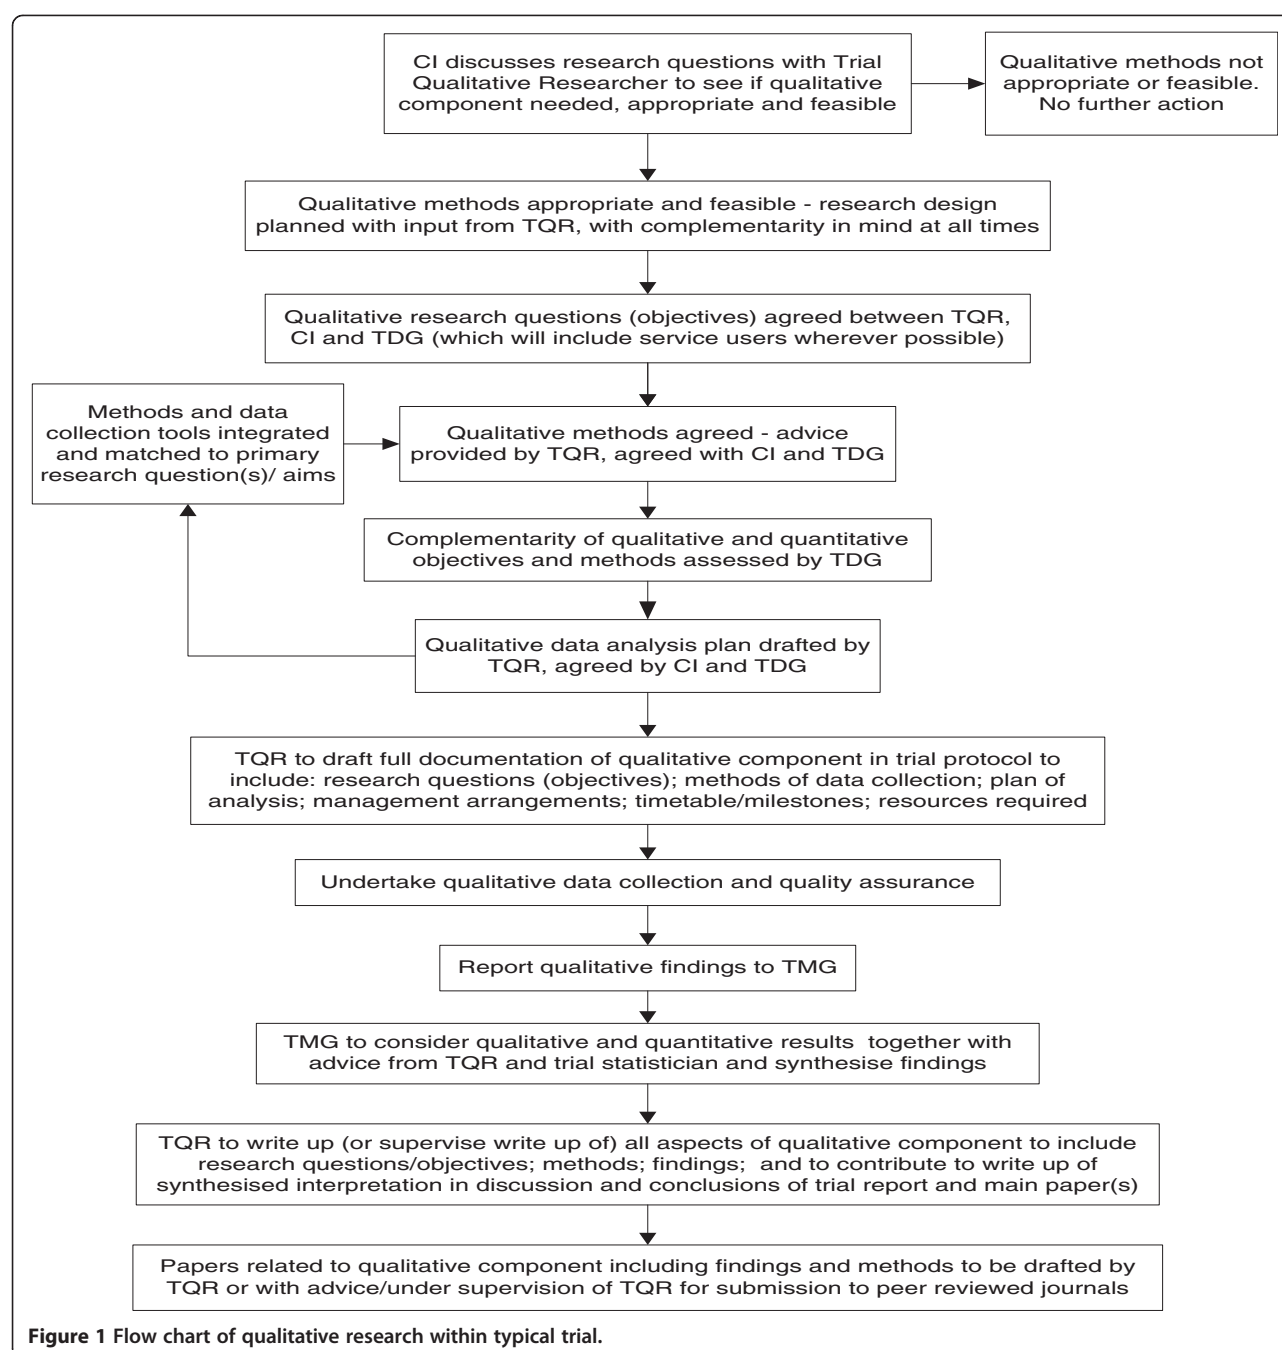 CI discusses research questions with Trial
Qualitative Researcher to see if qualitative
component needed, appropriate and feasible
Qualitative methods not
appropriate or feasible.
No further action
Qualitative methods appropriate and feasible - research design
planned with input from TQR, with complementarity in mind at all times
Qualitative research questions (objectives) agreed between TQR,
CI and TDG (which will include service users wherever possible)
Methods and data
collection tools integrated
and matched to primary
research question(s)/ aims
Qualitative methods agreed - advice
provided by TQR, agreed with CI and TDG
Complementarity of qualitative and quantitative
objectives and methods assessed by TDG
Qualitative data analysis plan drafted by
TQR, agreed by CI and TDG
TQR to draft full documentation of qualitative component in trial protocol to
include: research questions (objectives); methods of data collection; plan of
analysis; management arrangements; timetable/milestones; resources required
Undertake qualitative data collection and quality assurance
Report qualitative findings to TMG
TMG to consider qualitative and quantitative results together with
advice from TQR and trial statistician and synthesise findings
TQR to write up (or supervise write up of) all aspects of qualitative component to include
research questions/objectives; methods; findings; and to contribute to write up of
synthesised interpretation in discussion and conclusions of trial report and main paper(s)
Papers related to qualitative component including findings and methods to be drafted by
TQR or with advice/under supervision of TQR for submission to peer reviewed journals
Figure 1 Flow chart of qualitative research within typical trial.